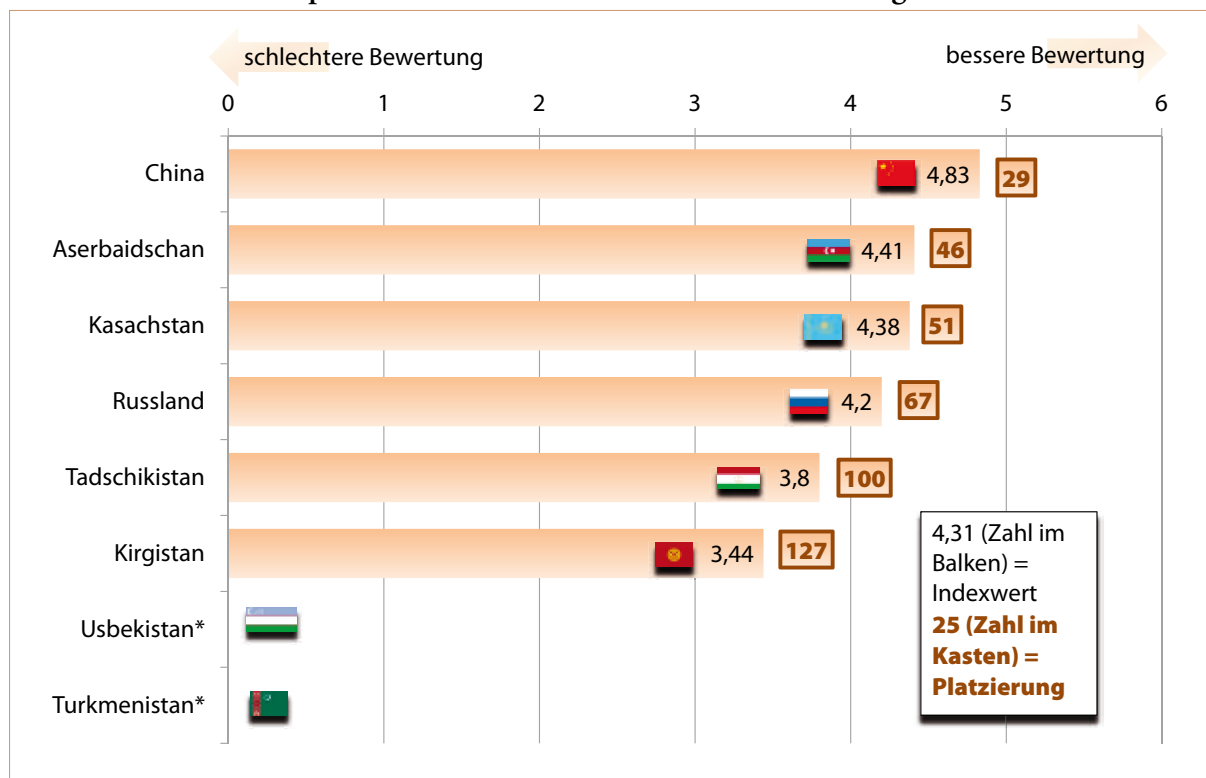 schlechtere Bewertung
bessere Bewertung
0 1 2 3 4 5 6
China 4,83 29
Aserbaidschan 4,41 46
Kasachstan 4,38 51
Russland 4,2 67
Tadschikistan 3,8 100
Kirgistan 3,44 127
Usbekistan*
Turkmenistan*
4,31 (Zahl im
Balken) =
Indexwert
25 (Zahl im
Kasten) =
Platzierung